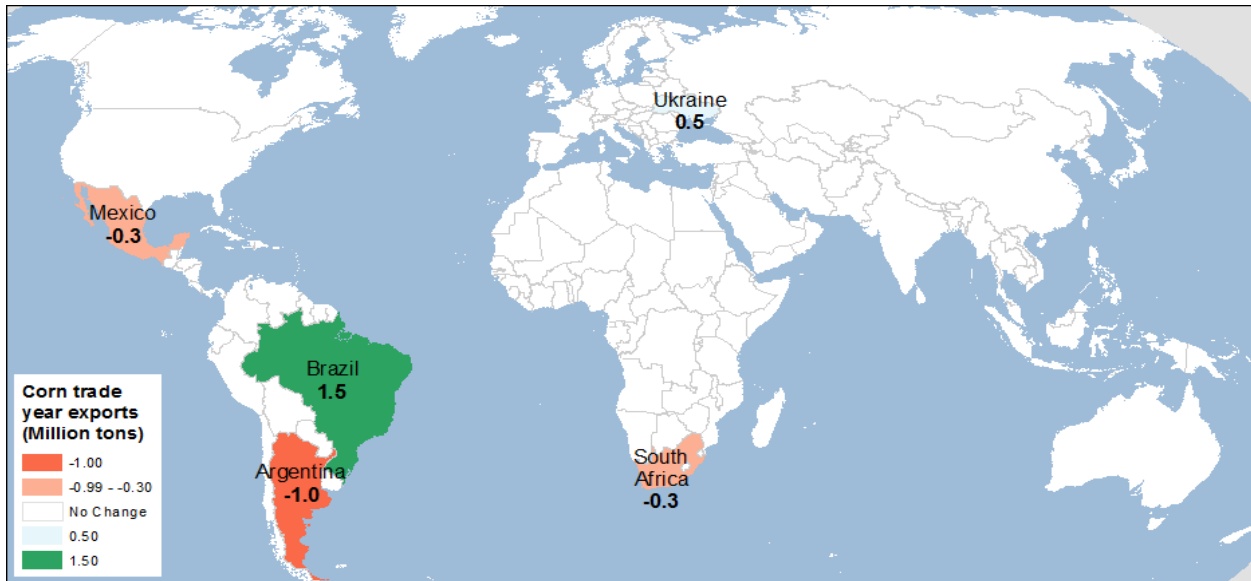 Ukraine
0.5
Mexico
-0.3
Brazil
1.5
Argentina
-1.0
South
Africa
-0.3
Corn trade
year exports
(Million tons)
-1.00
-0.99 - -0.30
No Change
0.50
1.50